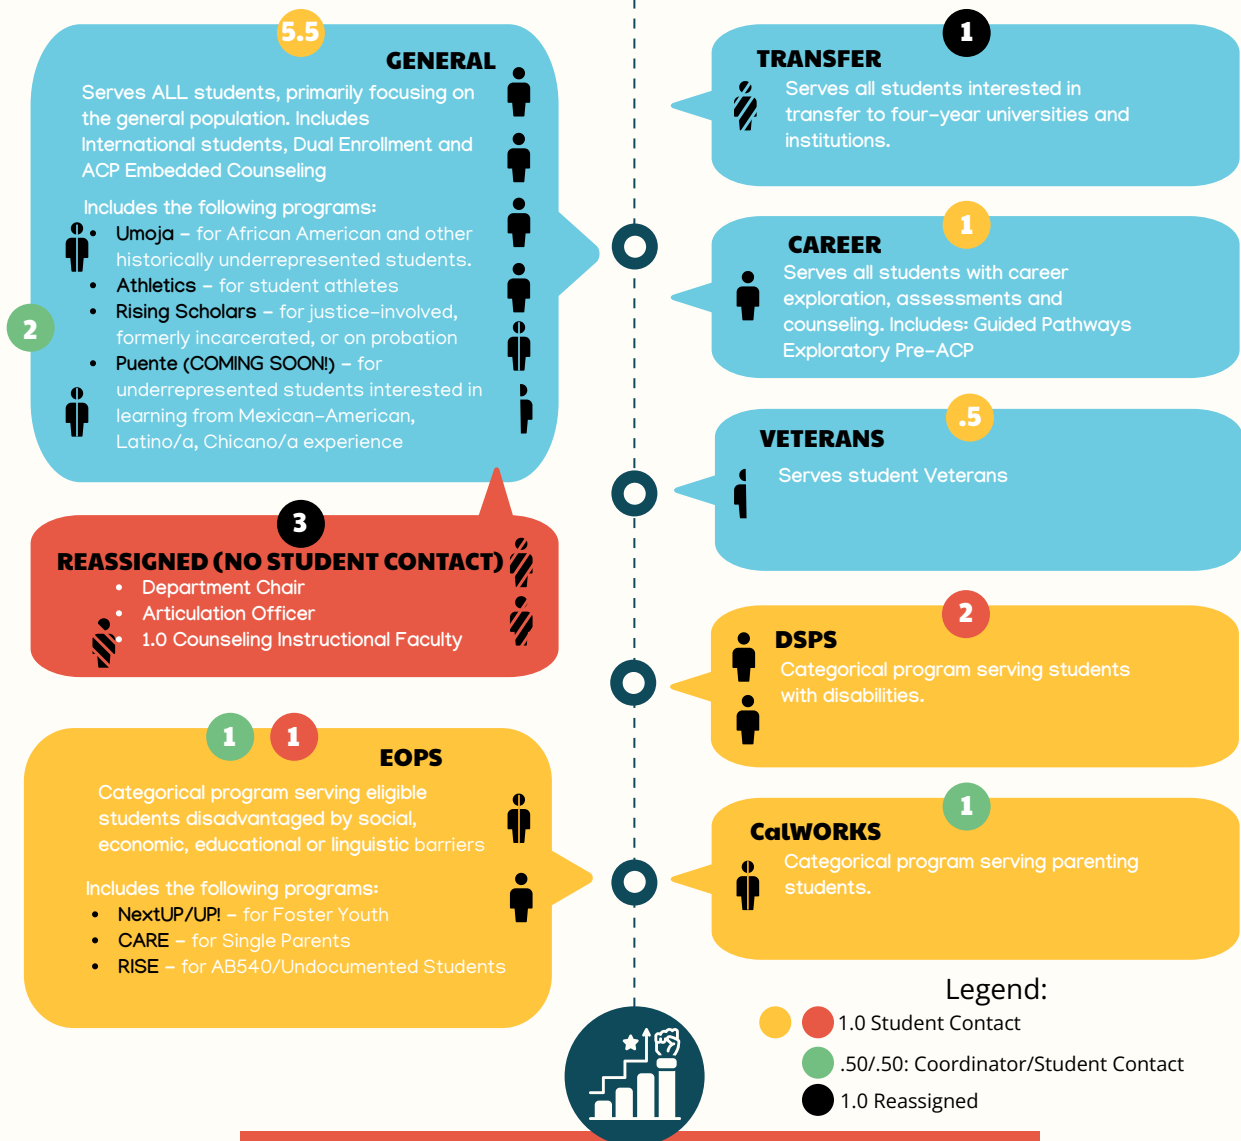 5.5
GENERAL
Serves ALL students, primarily focusing on
the general population. Includes
International students, Dual Enrollment and
ACP Embedded Counseling
Includes the following programs:
• Umoja – for African American and other
historically underrepresented students.
• Athletics – for student athletes
• Rising Scholars – for justice-involved,
formerly incarcerated, or on probation
• Puente (COMING SOON!) – for
underrepresented students interested in
learning from Mexican-American,
Latino/a, Chicano/a experience
2
3
REASSIGNED (NO STUDENT CONTACT)
• Department Chair
• Articulation Officer
• 1.0 Counseling Instructional Faculty
1
1
EOPS
Categorical program serving eligible
students disadvantaged by social,
economic, educational or linguistic barriers
Includes the following programs:
• NextUP/UP! – for Foster Youth
• CARE – for Single Parents
• RISE – for AB540/Undocumented Students
1
TRANSFER
Serves all students interested in
transfer to four-year universities and
institutions.
1
CAREER
Serves all students with career
exploration, assessments and
counseling. Includes: Guided Pathways
Exploratory Pre-ACP
.5
VETERANS
Serves student Veterans
2
DSPS
Categorical program serving students
with disabilities.
1
CalWORKS
Categorical program serving parenting
students.
Legend:
1.0 Student Contact
.50/.50: Coordinator/Student Contact
1.0 Reassigned